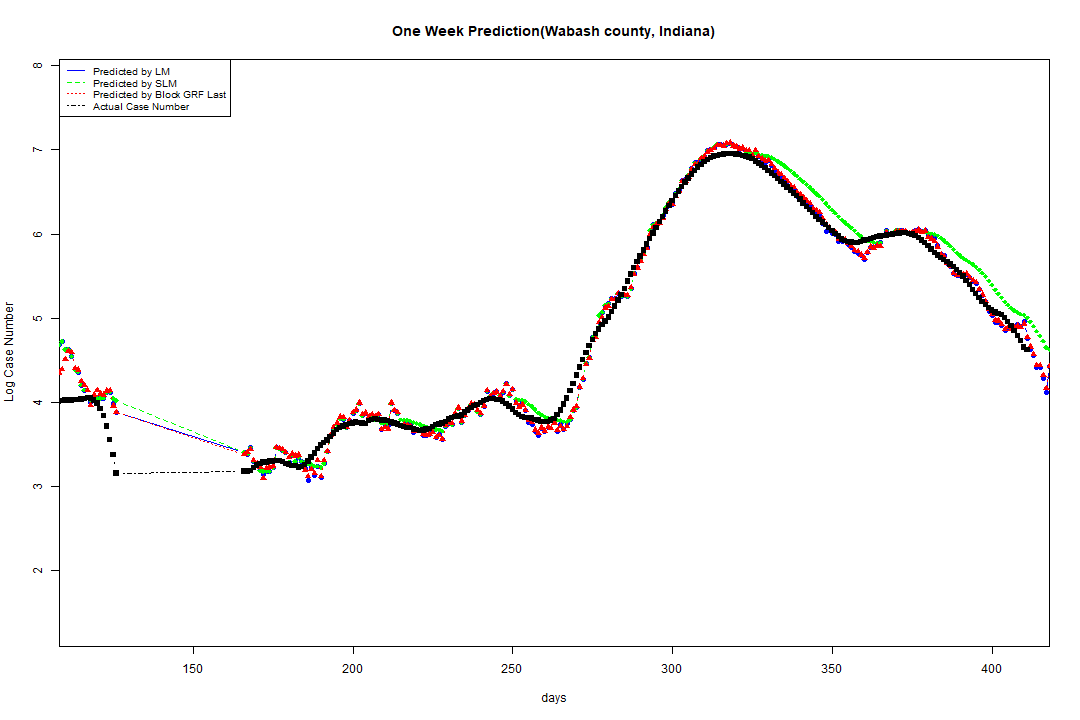 One Week Prediction(Wabash county, Indiana)
Predicted by LM
Predicted by SLM
Predicted by Block GRF Last
Actual Case Number
8
7
6
5
4
3
2
Log Case Number
150 200 250 300 350 400
days